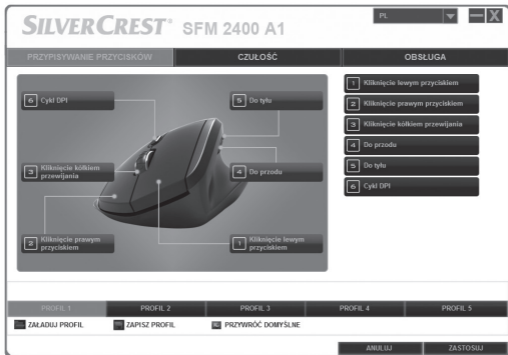 SILVERCREST® SFM 2400 A1
PL
PRZYPISYWANIE PRZYCISKÓW
CZUŁOŚĆ
OBSŁUGA
6 Cykl DPI
5 Do tyłu
3 Kliknięcie kółkiem
przewijania
4 Do przodu
2 Kliknięcie prawym
przyciskiem
1 Kliknięcie lewym
przyciskiem
1 Kliknięcie lewym przyciskiem
2 Kliknięcie prawym przyciskiem
3 Kliknięcie kółkiem przewijania
4 Do przodu
5 Do tyłu
6 Cykl DPI
PROFIL 1
PROFIL 2
PROFIL 3
PROFIL 4
PROFIL 5
ZAŁADUJ PROFIL
ZAPISZ PROFIL
PRZYWRÓĆ DOMYŚLNE
ANULUJ
ZASTOSUJ